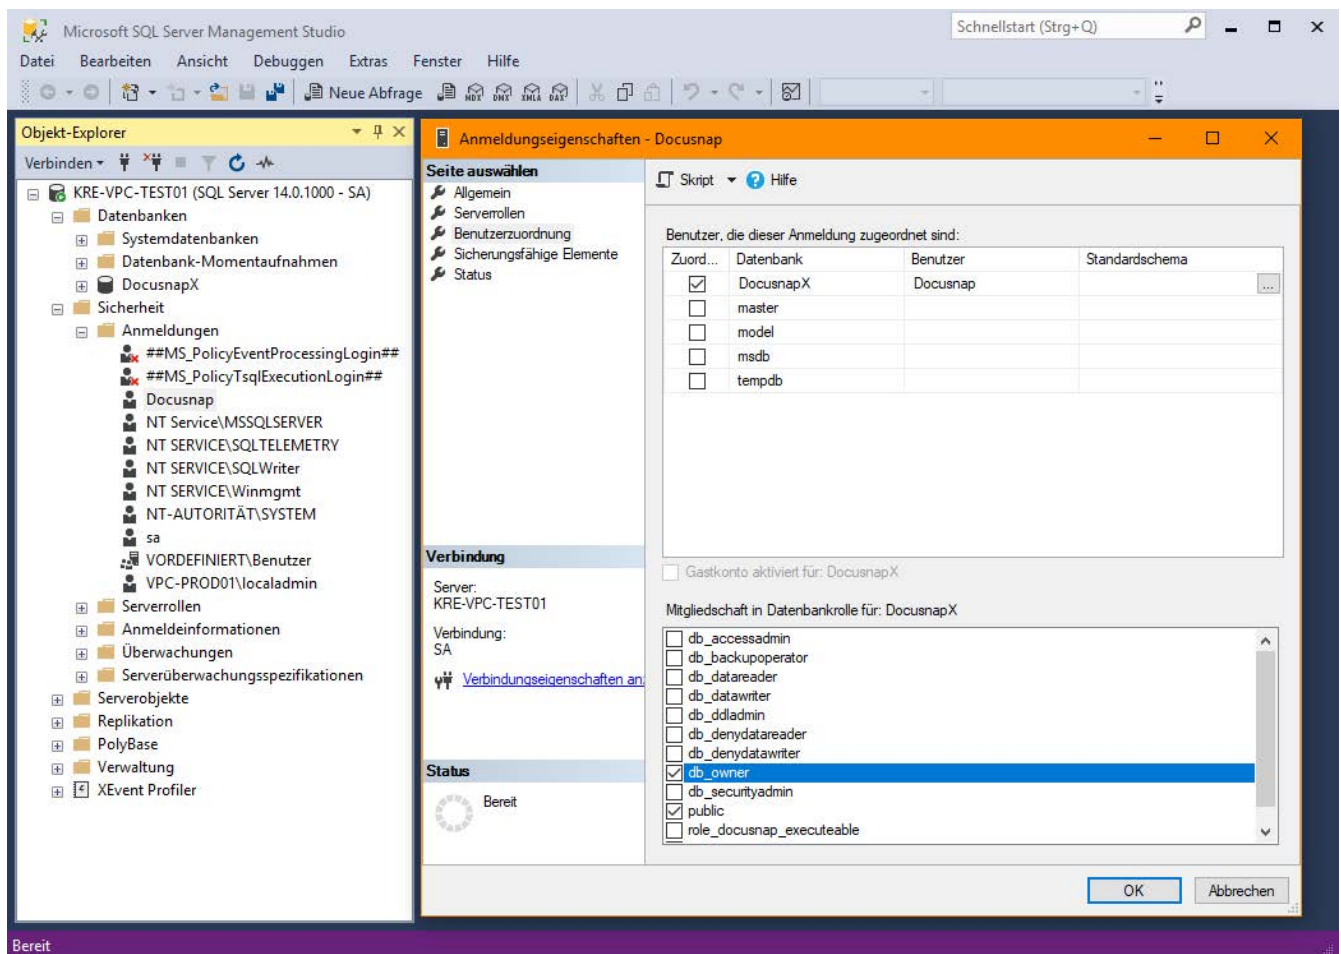 Microsoft SQL Server Management Studio
Schnellstart (Strg+Q)
Datei Bearbeiten Ansicht Debuggen Extras Fenster Hilfe
Neue Abfrage MDX DMX XMLA DAX
Objekt-Explorer
Verbinden
KRE-VPC-TEST01 (SQL Server 14.0.1000 - SA)
Datenbanken
Systemdatenbanken
Datenbank-Momentaufnahmen
DocusnapX
Sicherheit
Anmeldungen
##MS_PolicyEventProcessingLogin##
##MS_PolicyTsqlExecutionLogin##
Docusnap
NT Service\MSSQLSERVER
NT SERVICE\SQLTELEMETRY
NT SERVICE\SQLWriter
NT SERVICE\Winmgmt
NT-AUTORITÄT\SYSTEM
sa
VORDEFINIERT\Benutzer
VPC-PROD01\localadmin
Serverrollen
Anmeldeinformationen
Überwachungen
Serverüberwachungsspezifikationen
Serverobjekte
Replikation
PolyBase
Verwaltung
XEvent Profiler
Anmeldungseigenschaften - Docusnap
Seite auswählen
Allgemein
Serverrollen
Benutzerzuordnung
Sicherungsfähige Elemente
Status
Verbindung
Server:
KRE-VPC-TEST01
Verbindung:
SA
Verbindungseigenschaften an
Status
Bereit
Skript Hilfe
Benutzer, die dieser Anmeldung zugeordnet sind:
Zuord... Datenbank Benutzer Standardschema
DocusnapX Docusnap ...
master
model
msdb
tempdb
Gastkonto aktiviert für: DocusnapX
Mitgliedschaft in Datenbankrolle für: DocusnapX
db_accessadmin
db_backupoperator
db_datareader
db_datawriter
db_ddladmin
db_denydatareader
db_denydatawriter
db_owner
db_securityadmin
public
role_docusnap_executeable
OK Abbrechen
Bereit